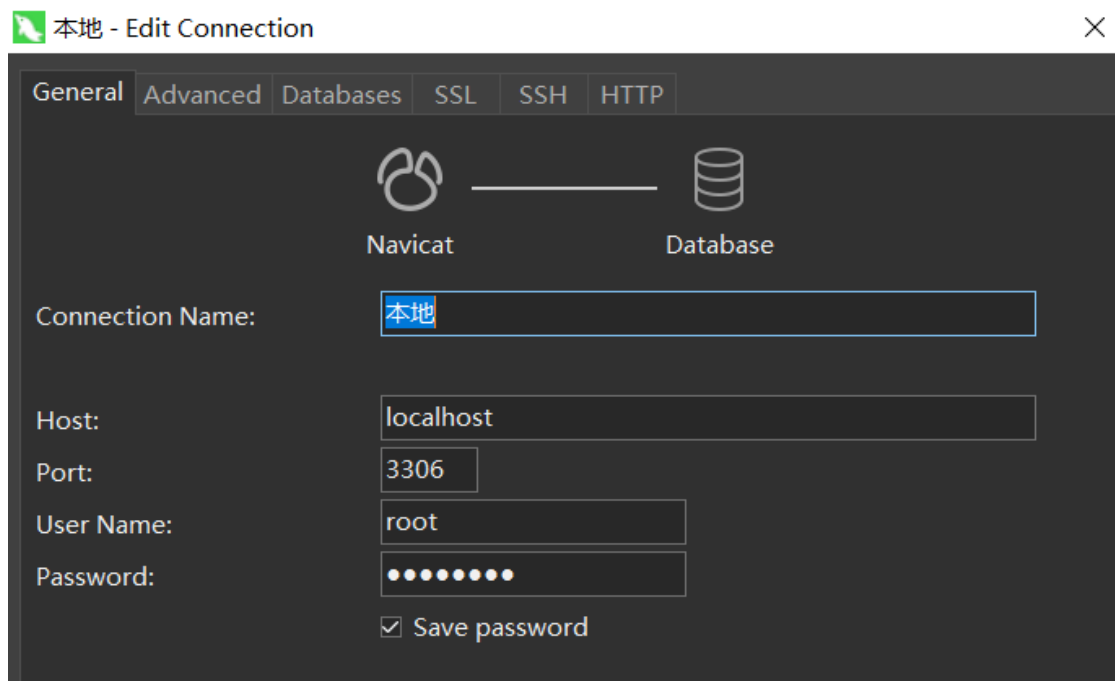 本地 - Edit Connection
General Advanced Databases SSL SSH HTTP
Navicat Database
Connection Name: 本地
Host: localhost
Port: 3306
User Name: root
Password: ●●●●●●●●
Save password